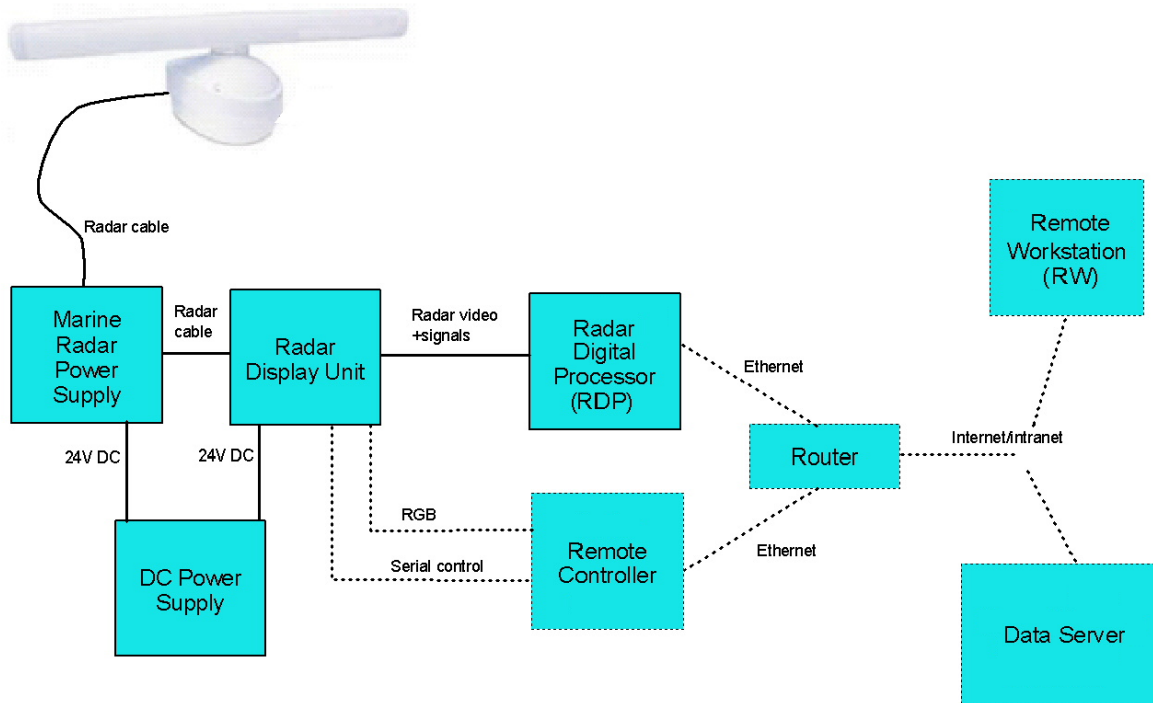 Radar cable
Marine
Radar
Power
Supply
Radar
cable
Radar
Display Unit
Radar video
+signals
Radar
Digital
Processor
(RDP)
Ethernet
Remote
Workstation
(RW)
Router
Internet/intranet
24V DC
24V DC
RGB
Serial control
Remote
Controller
Ethernet
DC Power
Supply
Data Server